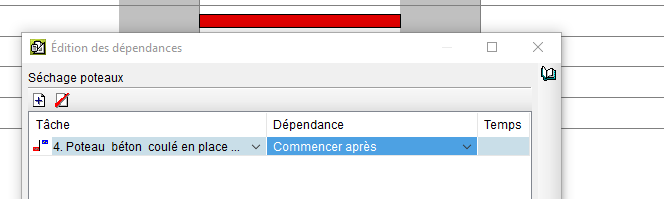 Édition des dépendances
Séchage poteaux
Tâche Dépendance Temps
4. Poteau béton coulé en place ... Commencer après